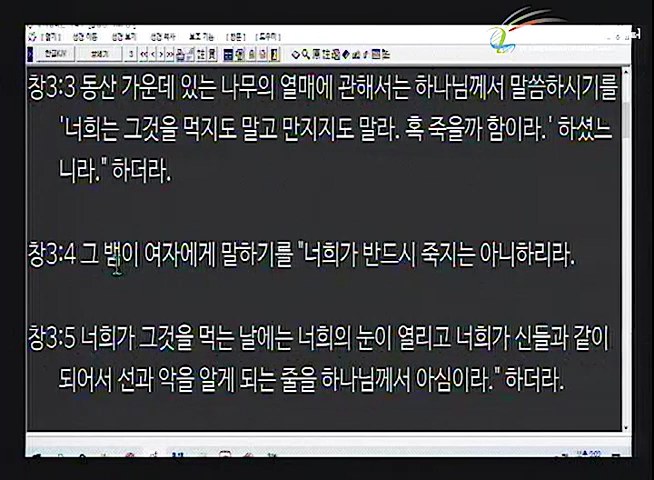 한글KJV
3
창3:3 동산 가운데 있는 나무의 열매에 관해서는 하나님께서 말씀하시기를
'너희는 그것을 먹지도 말고 만지지도 말라. 혹 죽을까 함이라.' 하셨느
니라." 하더라.
창3:4 그 뱀이 여자에게 말하기를 "너희가 반드시 죽지는 아니하리라.
창3:5 너희가 그것을 먹는 날에는 너희의 눈이 열리고 너희가 신들과 같이
되어서 선과 악을 알게 되는 줄을 하나님께서 아심이라." 하더라.